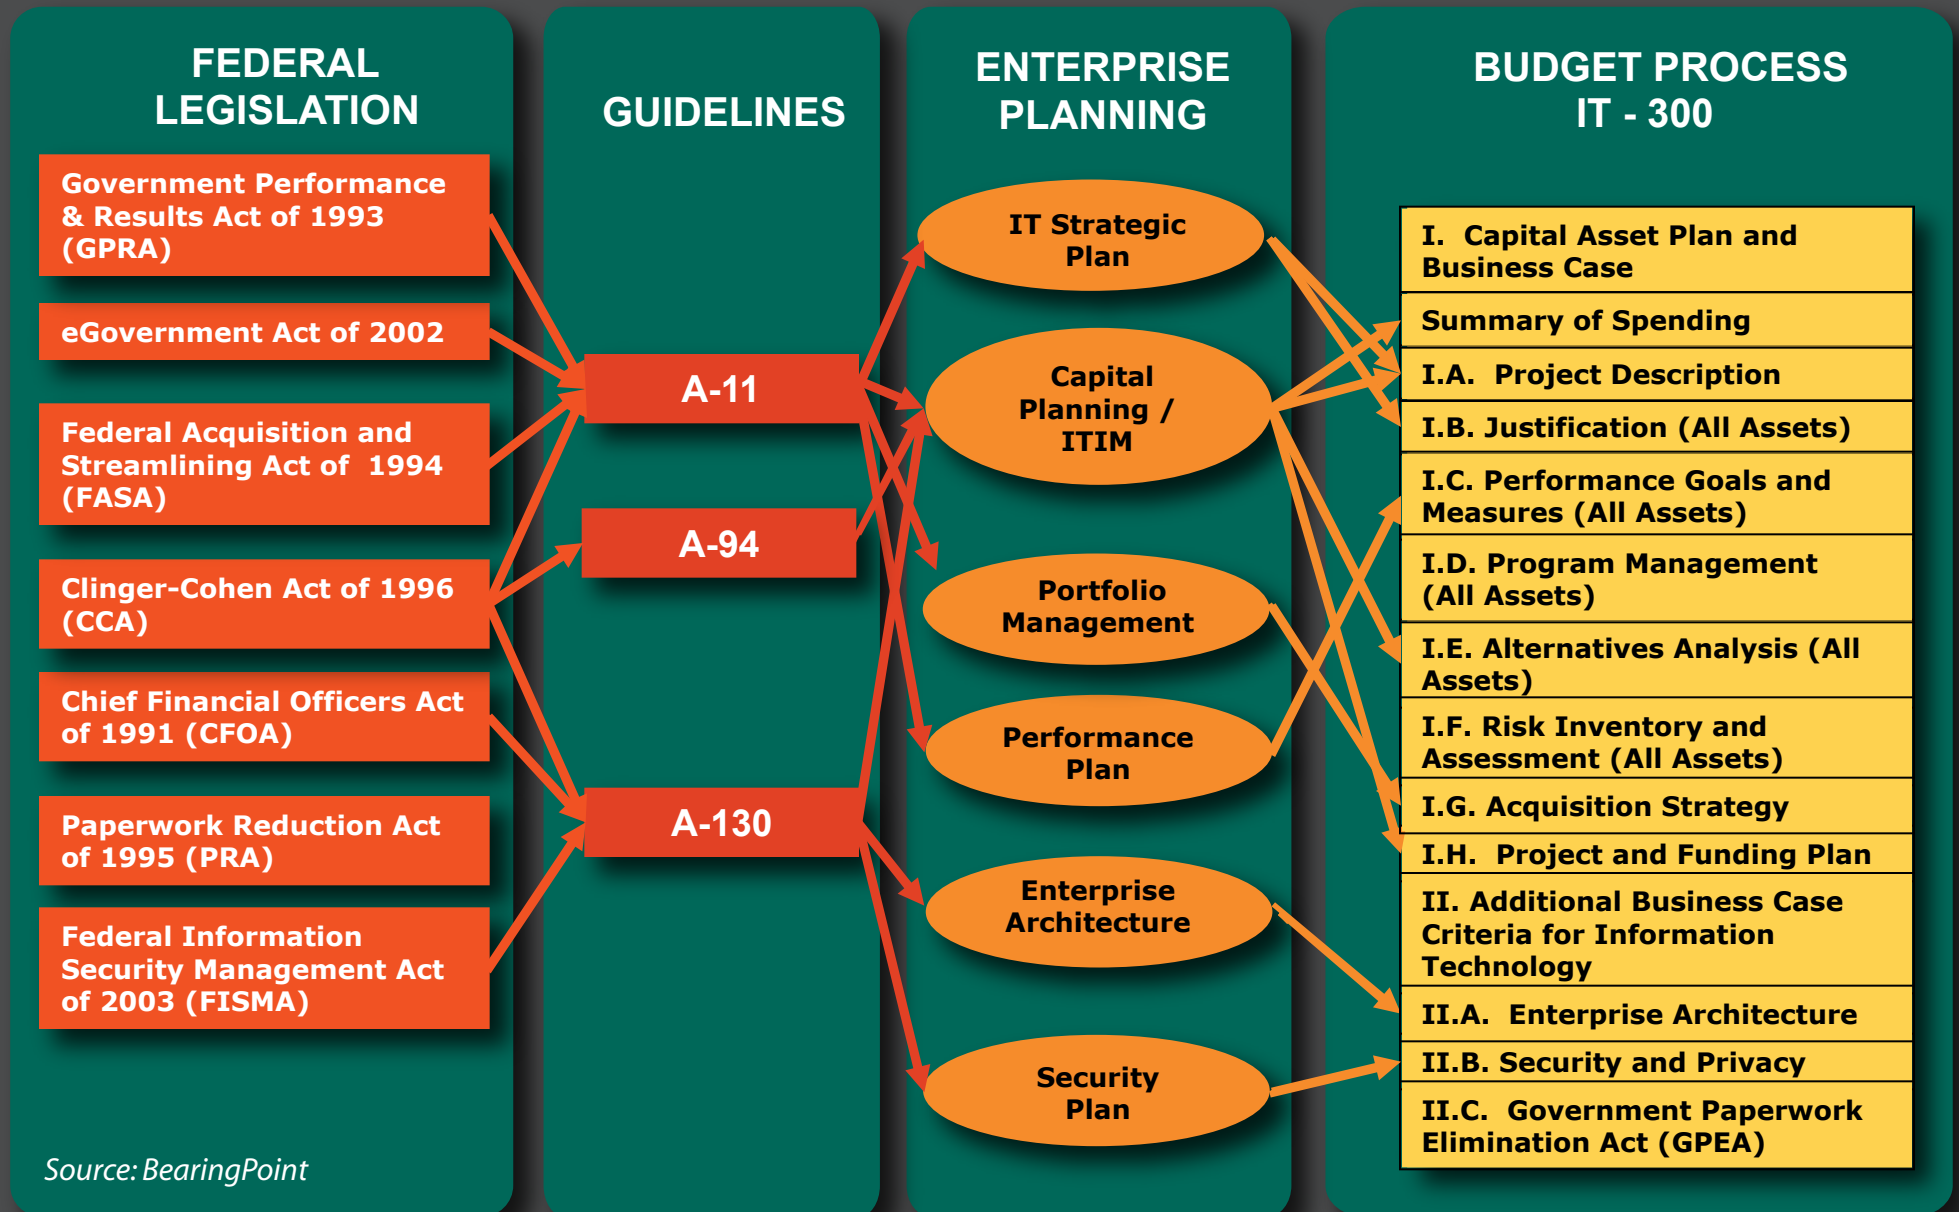 FEDERAL
LEGISLATION
Government Performance
& Results Act of 1993
(GPRA)
eGovernment Act of 2002
Federal Acquisition and
Streamlining Act of 1994
(FASA)
Clinger-Cohen Act of 1996
(CCA)
Chief Financial Officers Act
of 1991 (CFOA)
Paperwork Reduction Act
of 1995 (PRA)
Federal Information
Security Management Act
of 2003 (FISMA)
Source: BearingPoint
GUIDELINES
A-11
A-94
A-130
ENTERPRISE
PLANNING
IT Strategic
Plan
Capital
Planning /
ITIM
Portfolio
Management
Performance
Plan
Enterprise
Architecture
Security
Plan
BUDGET PROCESS
IT - 300
I. Capital Asset Plan and
Business Case
Summary of Spending
I.A. Project Description
I.B. Justification (All Assets)
I.C. Performance Goals and
Measures (All Assets)
I.D. Program Management
(All Assets)
I.E. Alternatives Analysis (All
Assets)
I.F. Risk Inventory and
Assessment (All Assets)
I.G. Acquisition Strategy
I.H. Project and Funding Plan
II. Additional Business Case
Criteria for Information
Technology
II.A. Enterprise Architecture
II.B. Security and Privacy
II.C. Government Paperwork
Elimination Act (GPEA)